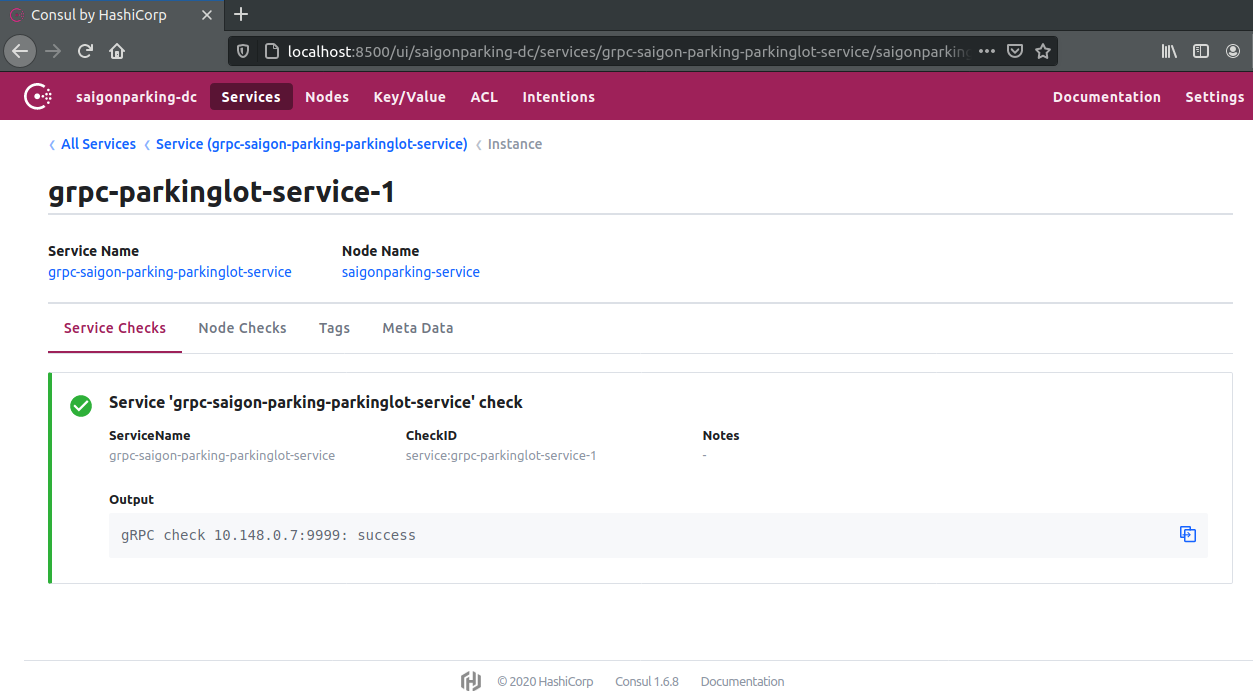 Consul by HashiCorp
localhost:8500/ui/saigonparking-dc/services/grpc-saigon-parking-parkinglot-service/saigonparking
saigonparking-dc Services Nodes Key/Value ACL Intentions Documentation Settings
All Services Service (grpc-saigon-parking-parkinglot-service) Instance
grpc-parkinglot-service-1
Service Name Node Name
grpc-saigon-parking-parkinglot-service saigonparking-service
Service Checks Node Checks Tags Meta Data
Service 'grpc-saigon-parking-parkinglot-service' check
ServiceName CheckID Notes
grpc-saigon-parking-parkinglot-service service:grpc-parkinglot-service-1 -
Output
gRPC check 10.148.0.7:9999: success
© 2020 HashiCorp Consul 1.6.8 Documentation